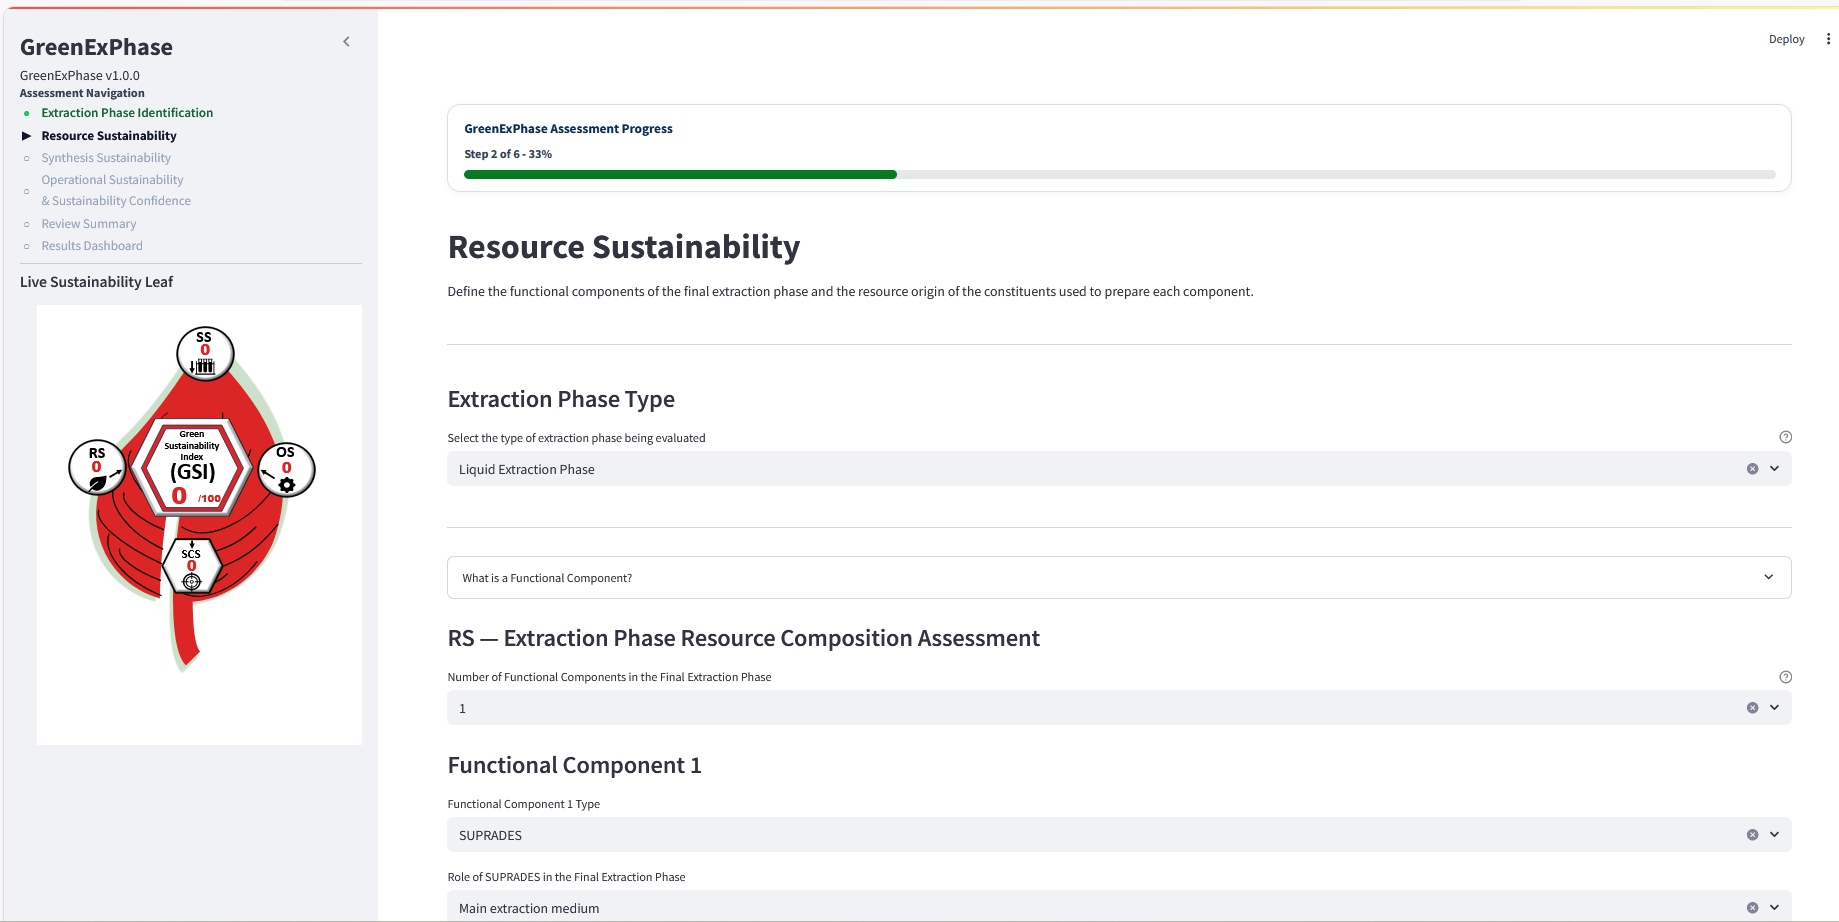 GreenExPhase
GreenExPhase v1.0.0
Assessment Navigation
Extraction Phase Identification
Resource Sustainability
Synthesis Sustainability
Operational Sustainability
& Sustainability Confidence
Review Summary
Results Dashboard
Live Sustainability Leaf
SS
0
RS
0
Green
Sustainability
Index
(GSI)
0 /100
OS
0
SCS
0
Deploy
GreenExPhase Assessment Progress
Step 2 of 6 - 33%
Resource Sustainability
Define the functional components of the final extraction phase and the resource origin of the constituents used to prepare each component.
Extraction Phase Type
Select the type of extraction phase being evaluated
Liquid Extraction Phase
What is a Functional Component?
RS — Extraction Phase Resource Composition Assessment
Number of Functional Components in the Final Extraction Phase
1
Functional Component 1
Functional Component 1 Type
SUPRADES
Role of SUPRADES in the Final Extraction Phase
Main extraction medium